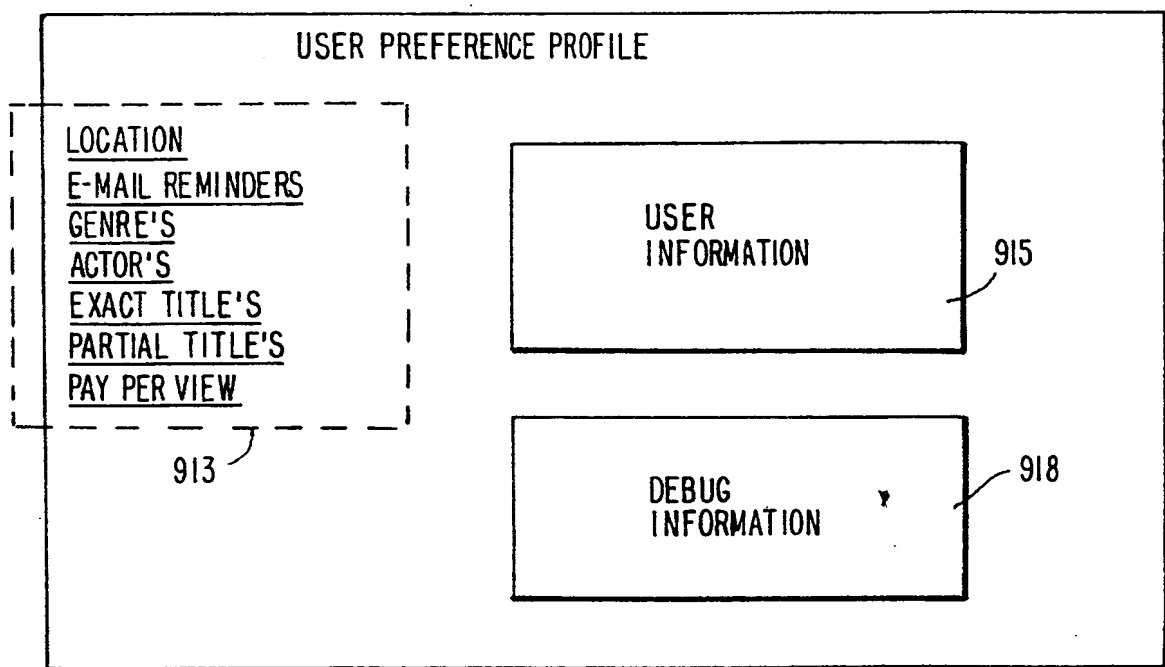 USER PREFERENCE PROFILE
LOCATION
E-MAIL REMINDERS
GENRE'S
ACTOR'S
EXACT TITLE'S
PARTIAL TITLE'S
PAY PER VIEW
913
USER
INFORMATION
915
DEBUG
INFORMATION
918